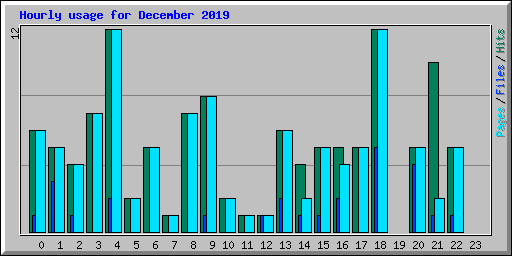 Hourly usage for December 2019
12
Pages / Files / Hits
0 1 2 3 4 5 6 7 8 9 10 11 12 13 14 15 16 17 18 19 20 21 22 23